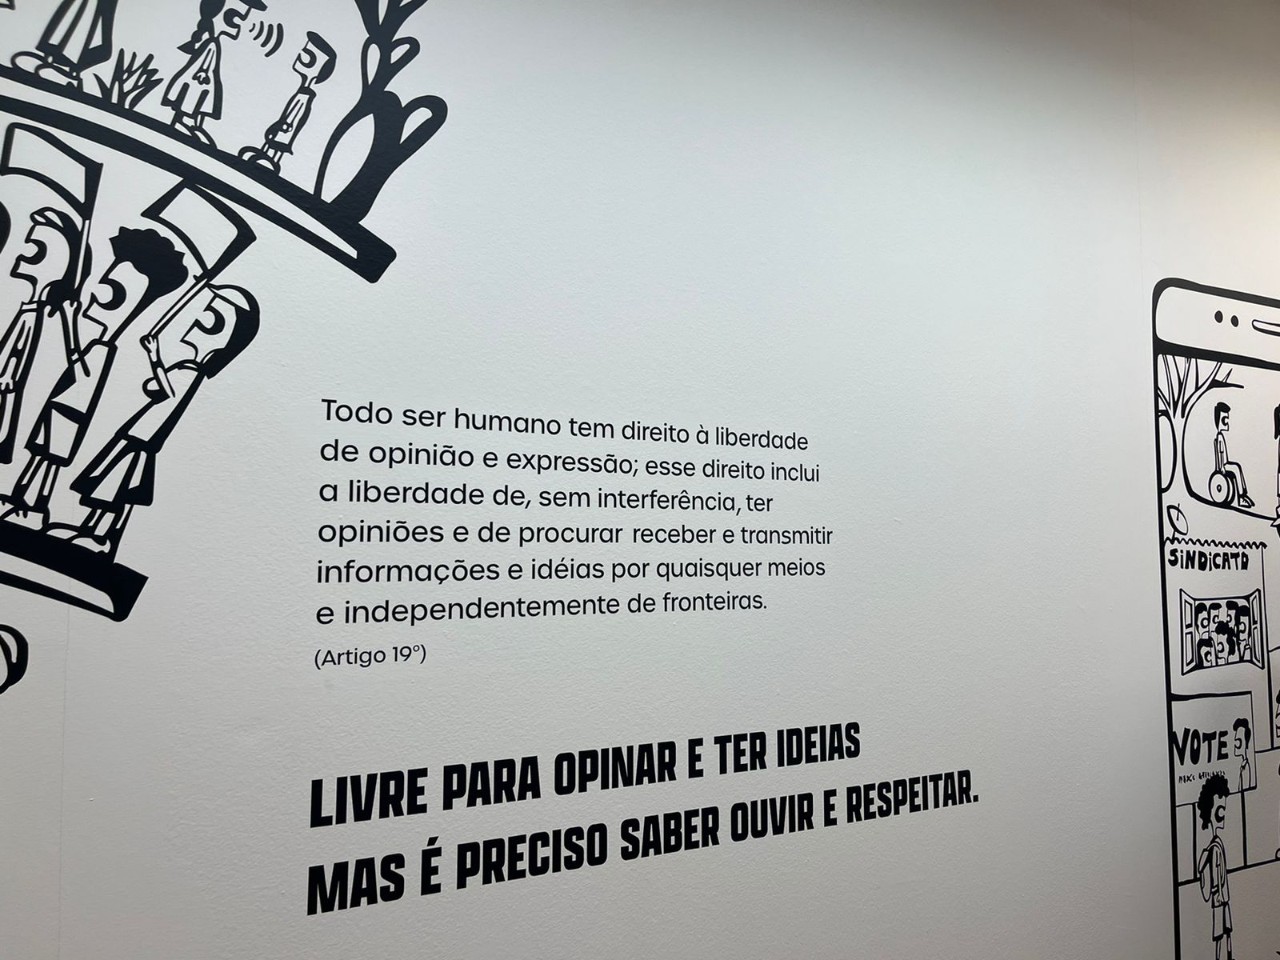 Todo ser humano tem direito à liberdade
de opinião e expressão; esse direito inclui
a liberdade de, sem interferência, ter
opiniões e de procurar receber e transmitir
informações e idéias por quaisquer meios
e independentemente de fronteiras.
(Artigo 19°)
LIVRE PARA OPINAR E TER IDEIAS
MAS É PRECISO SABER OUVIR E RESPEITAR.
SiNDiCATO
VOTE